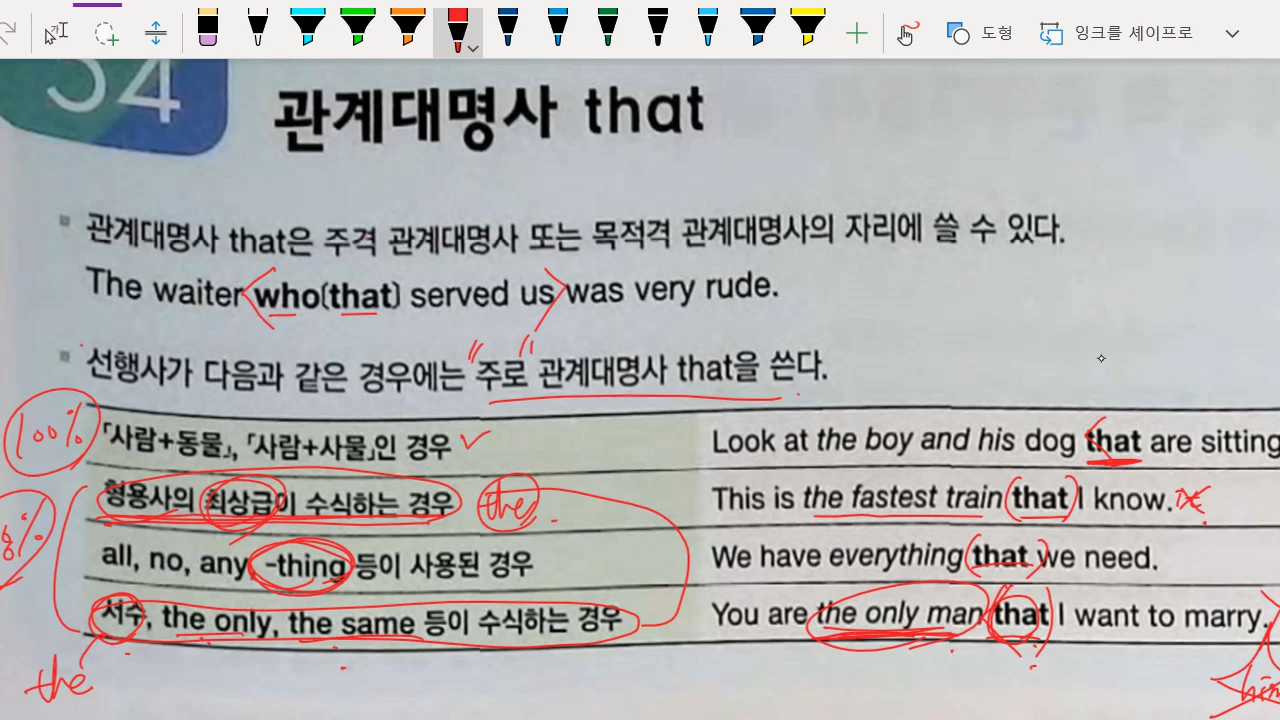 도형 잉크를 셰이프로
54
관계대명사 that
관계대명사 that은 주격 관계대명사 또는 목적격 관계대명사의 자리에 쓸 수 있다.
The waiter who(that) served us was very rude.
선행사가 다음과 같은 경우에는 "주로" 관계대명사 that을 쓴다.
100%
「사람+동물」, 「사람+사물」인 경우
Look at the boy and his dog that are sitting
형용사의 최상급이 수식하는 경우 the
This is the fastest train that I know.
all, no, any, -thing 등이 사용된 경우
We have everything that we need.
서수, the only, the same 등이 수식하는 경우
You are the only man that I want to marry.
the
him